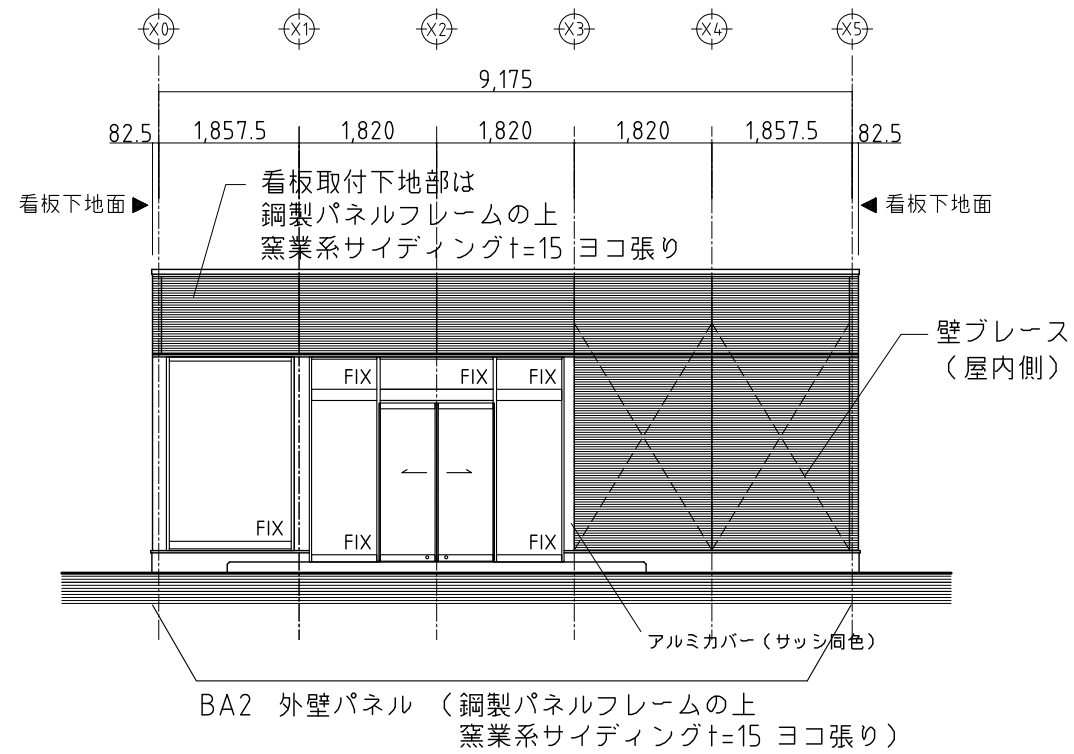 X0 X1 X2 X3 X4 X5
9,175
82.5 1,857.5 1,820 1,820 1,820 1,857.5 82.5
看板下地面
看板取付下地部は
鋼製パネルフレームの上
窯業系サイディングt=15 ヨコ張り
看板下地面
壁ブレース
（屋内側）
FIX FIX FIX
FIX FIX FIX
アルミカバー（サッシ同色）
BA2 外壁パネル （鋼製パネルフレームの上
窯業系サイディングt=15 ヨコ張り）